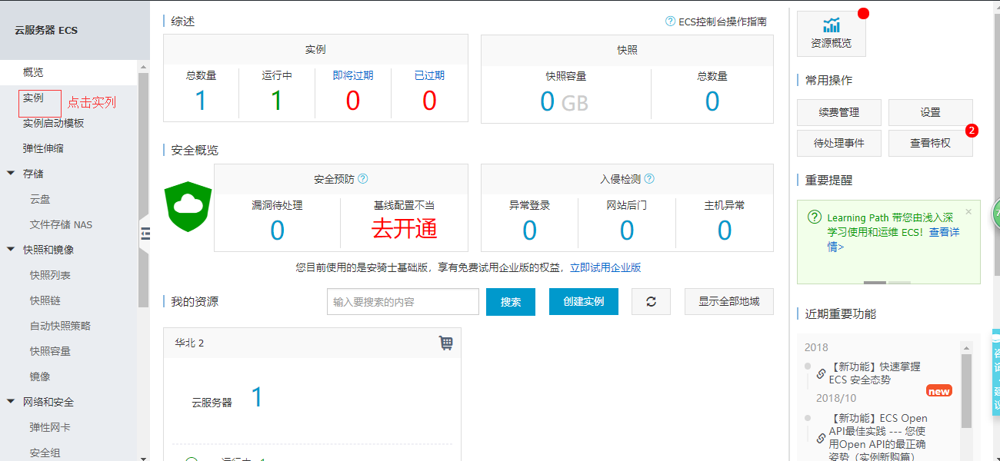 云服务器 ECS
概览
实例
点击实列
实例启动模板
弹性伸缩
存储
云盘
文件存储 NAS
快照和镜像
快照列表
快照链
自动快照策略
快照容量
镜像
网络和安全
弹性网卡
安全组
综述
ECS控制台操作指南
实例
总数量
运行中
即将过期
已过期
1
1
0
0
快照
快照容量
总数量
0 GB
0
安全概览
安全预防
漏洞待处理
基线配置不当
0
去开通
入侵检测
异常登录
网站后门
主机异常
0
0
0
您目前使用的是安骑士基础版，享有免费试用企业版的权益，立即试用企业版
我的资源
输入要搜索的内容
搜索
创建实例
显示全部地域
华北 2
云服务器
1
运行中 1
资源概览
常用操作
续费管理
设置
待处理事件
查看特权
2
重要提醒
Learning Path 带您由浅入深
学习使用和运维 ECS！查看详
情>
近期重要功能
2018
【新功能】快速掌握
ECS 安全态势
new
2018/10
【新功能】ECS Open
API最佳实践 --- 您使
用Open API的最正确
姿势（实例新购篇）